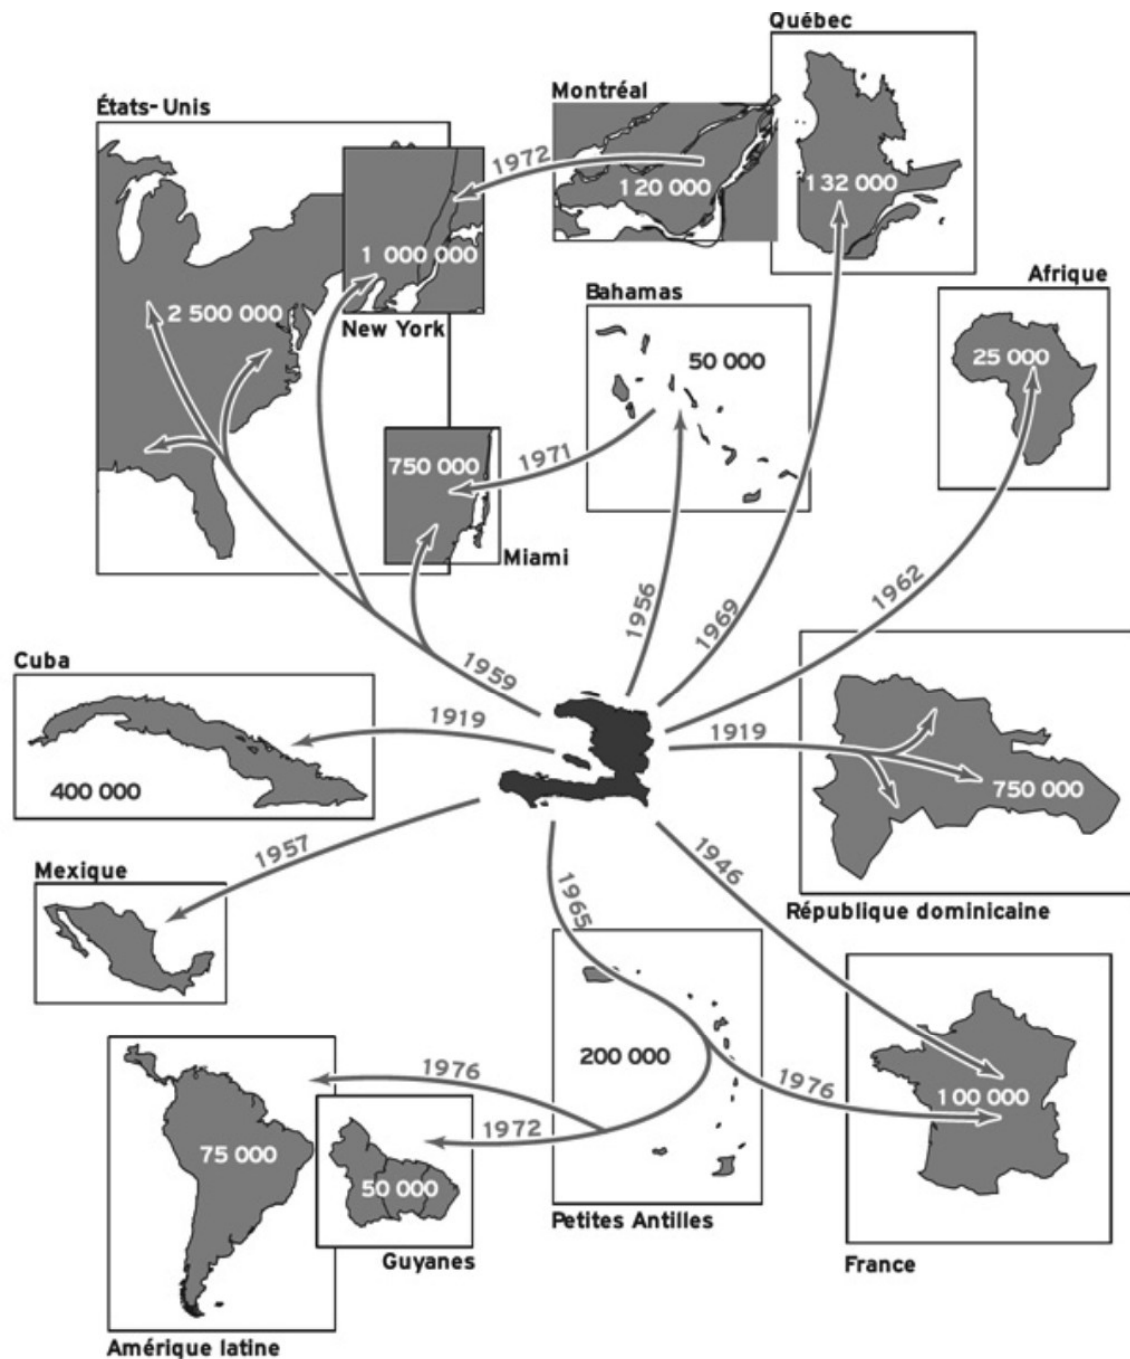 Québec
Montréal
États-Unis
1972
120 000
132 000
1 000 000
Afrique
Bahamas
2 500 000
New York
50 000
25 000
750 000
1971
Miami
1962
1956
1969
Cuba
1959
1919
1919
400 000
750 000
1957
1946
Mexique
1965
République dominicaine
200 000
1976
1976
100 000
1972
75 000
50 000
Petites Antilles
Guyanes
France
Amérique latine